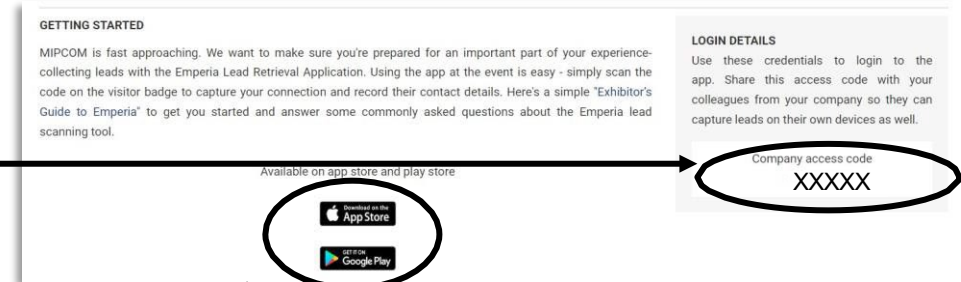 GETTING STARTED
MIPCOM is fast approaching. We want to make sure you're prepared for an important part of your experience-
collecting leads with the Emperia Lead Retrieval Application. Using the app at the event is easy - simply scan the
code on the visitor badge to capture your connection and record their contact details. Here's a simple "Exhibitor's
Guide to Emperia" to get you started and answer some commonly asked questions about the Emperia lead
scanning tool.
Available on app store and play store
Download on the
App Store
GET IT ON
Google Play
LOGIN DETAILS
Use these credentials to login to the
app. Share this access code with your
colleagues from your company so they can
capture leads on their own devices as well.
Company access code
XXXXX